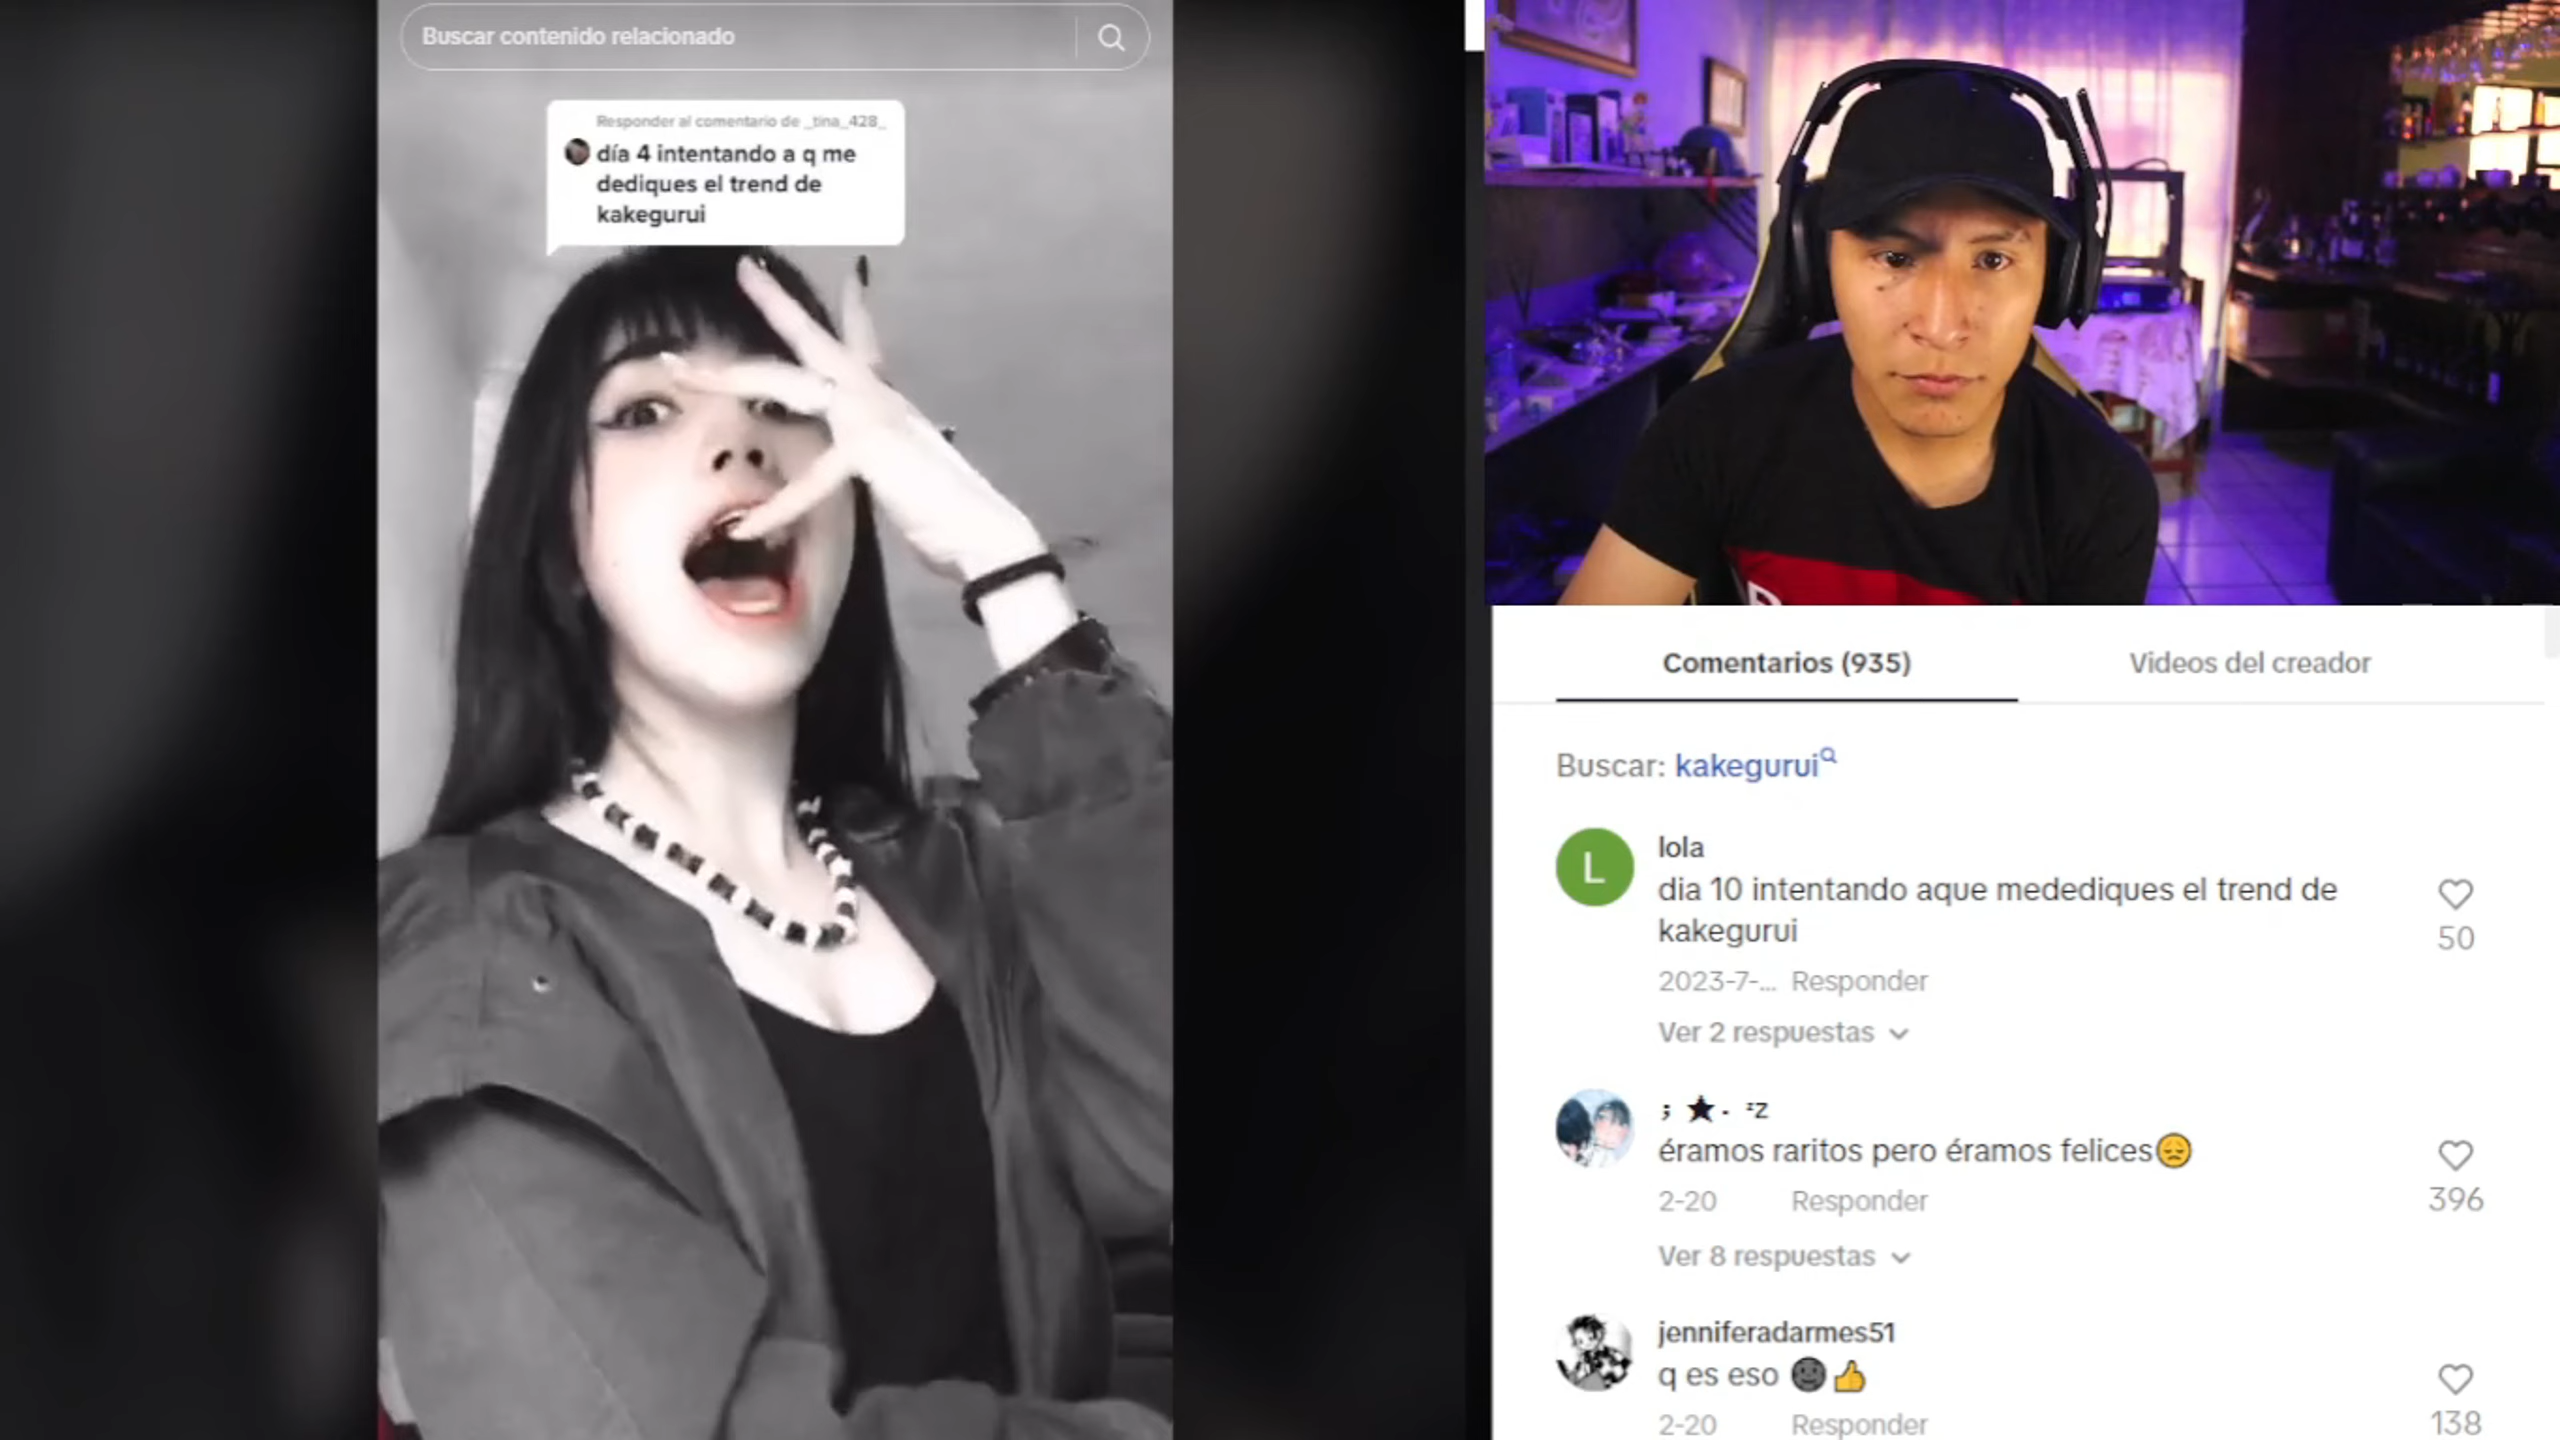 Buscar contenido relacionado
Responder al comentario de _tina_428_
día 4 intentando a q me
dediques el trend de
kakegurui
Comentarios (935)
Videos del creador
Buscar: kakegurui
L
lola
dia 10 intentando aque medediques el trend de
kakegurui
50
2023-7-... Responder
Ver 2 respuestas
; ★· ᶻz
éramos raritos pero éramos felices😞
396
2-20 Responder
Ver 8 respuestas
jenniferadarmes51
q es eso 🌚👍
138
2-20 Responder